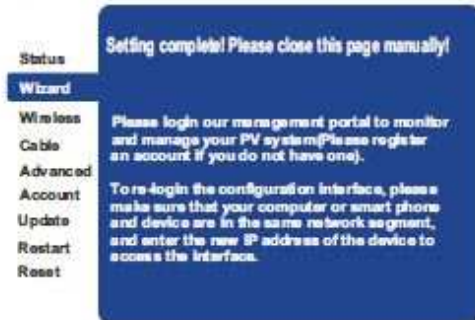 Status
Wizard
Wireless
Cable
Advanced
Account
Update
Restart
Reset
Setting complete! Please close this page manually!
Please login our management portal to monitor
and manage your PV system(Please register
an account if you do not have one).
To re-login the configuration interface, please
make sure that your computer or smart phone
and device are in the same network segment,
and enter the new IP address of the device to
access the interface.